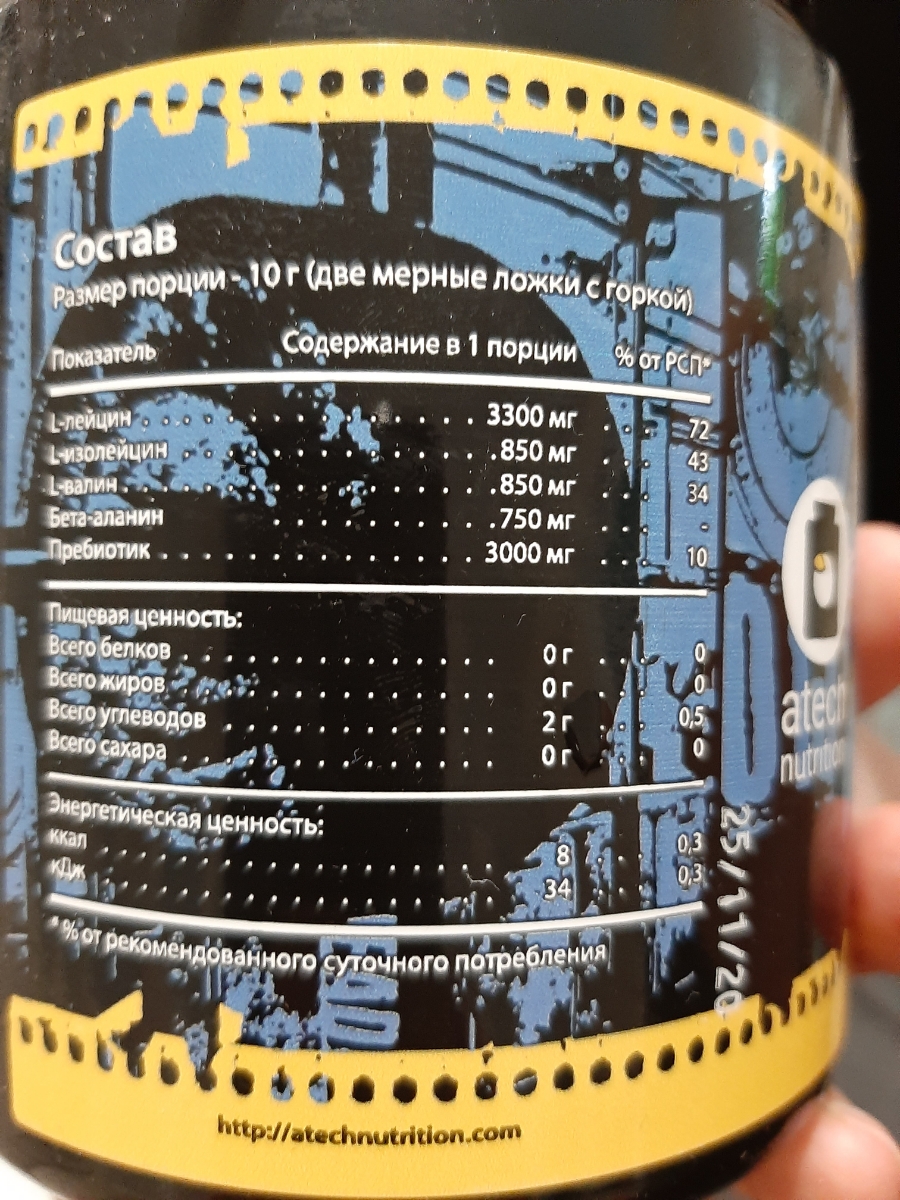 Состав
Размер порции - 10 г (две мерные ложки с горкой)
Показатель Содержание в 1 порции % от РСП*
L-лейцин 3300 мг 72
L-изолейцин 850 мг 43
L-валин 850 мг 34
Бета-аланин 750 мг -
Пребиотик 3000 мг 10
Пищевая ценность:
Всего белков 0 г 0
Всего жиров 0 г 0
Всего углеводов 2 г 0,5
Всего сахара 0 г 0
Энергетическая ценность:
ккал 8 0,3
кДж 34 0,3
* % от рекомендованного суточного потребления
atech
nutrition
25/11/20
http://atechnutrition.com